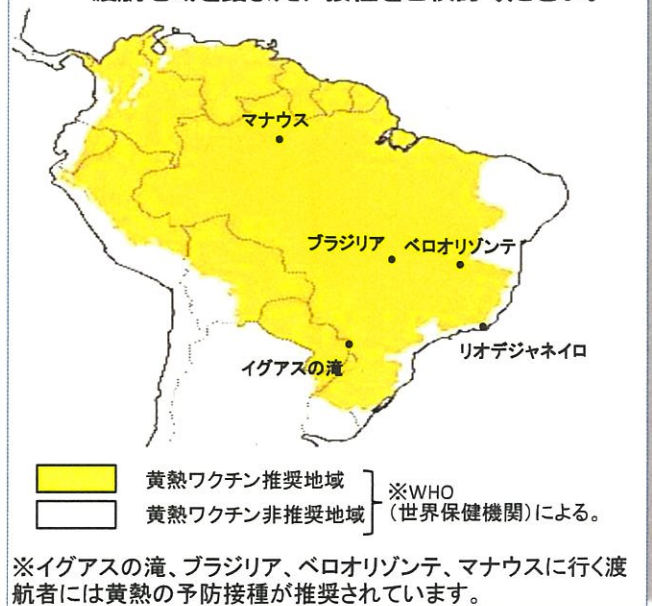 マナウス
ブラジリア
ベロオリゾンテ
リオデジャネイロ
イグアスの滝
黄熱ワクチン推奨地域
黄熱ワクチン非推奨地域
※WHO
(世界保健機関)による。
※イグアスの滝、ブラジリア、ベロオリゾンテ、マナウスに行く渡
航者には黄熱の予防接種が推奨されています。